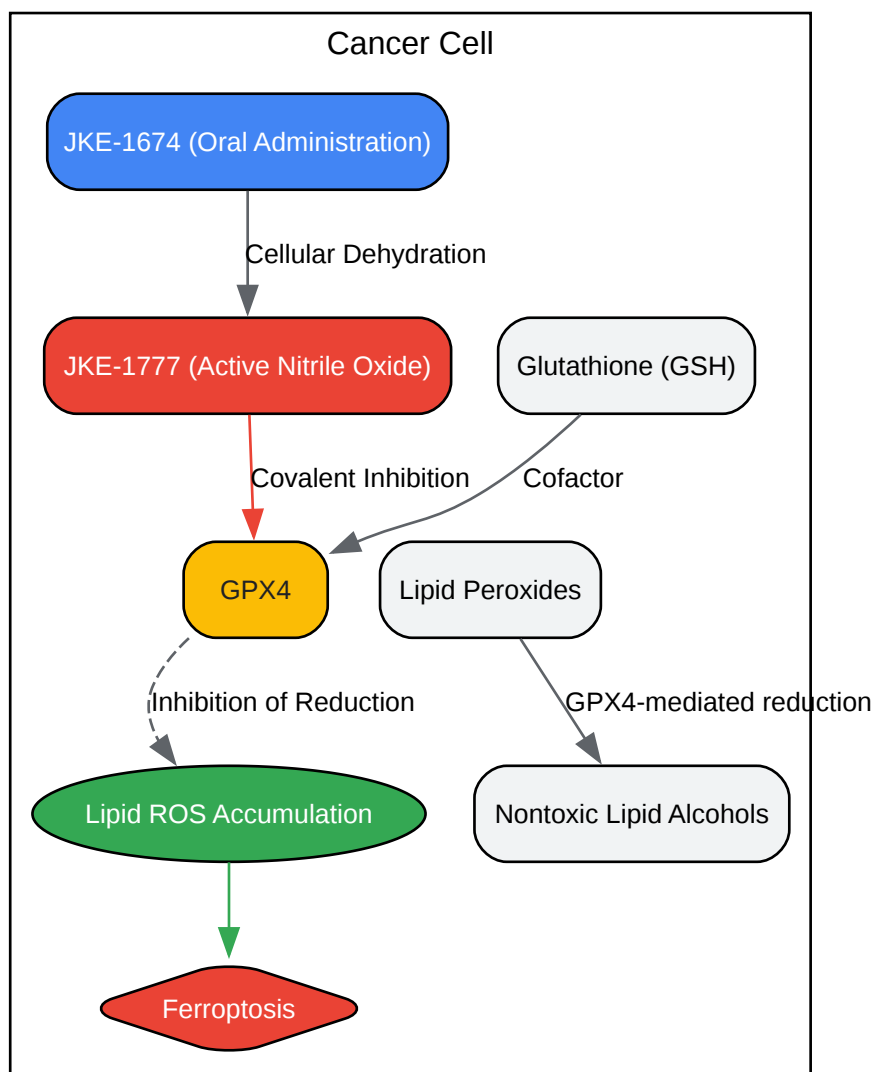 Cancer Cell
JKE-1674 (Oral Administration)
Cellular Dehydration
JKE-1777 (Active Nitrile Oxide)
Glutathione (GSH)
Covalent Inhibition
Cofactor
GPX4
Lipid Peroxides
Inhibition of Reduction
GPX4-mediated reduction
Lipid ROS Accumulation
Nontoxic Lipid Alcohols
Ferroptosis